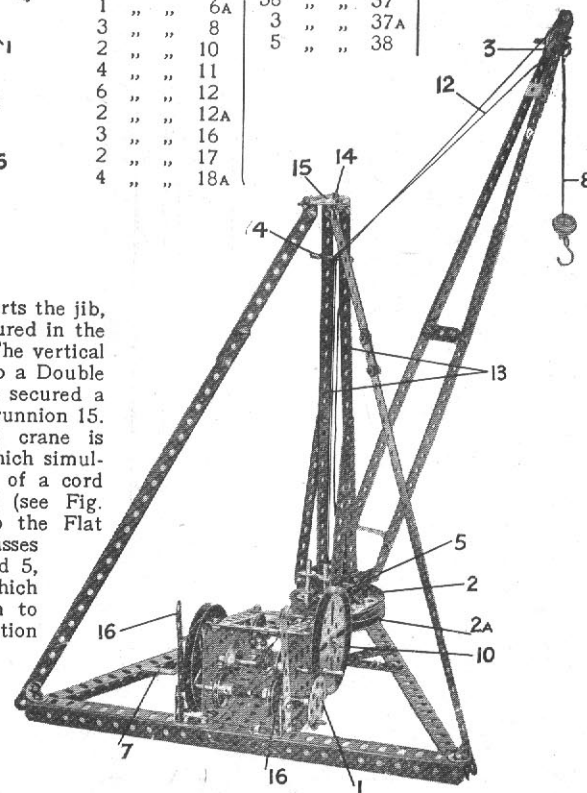 1 ,, ,, 6A
3 ,, ,, 8
2 ,, ,, 10
4 ,, ,, 11
6 ,, ,, 12
2 ,, ,, 12A
3 ,, ,, 16
2 ,, ,, 17
4 ,, ,, 18A
,, ,, 37
3 ,, ,, 37A
5 ,, ,, 38
rts the jib,
ured in the
The vertical
o a Double
secured a
runnion 15.
crane is
hich simul-
of a cord
(see Fig.
o the Flat
asses
d 5,
which
n to
tion
3
12
8
15
14
4
13
5
2
2A
10
16
7
16
1